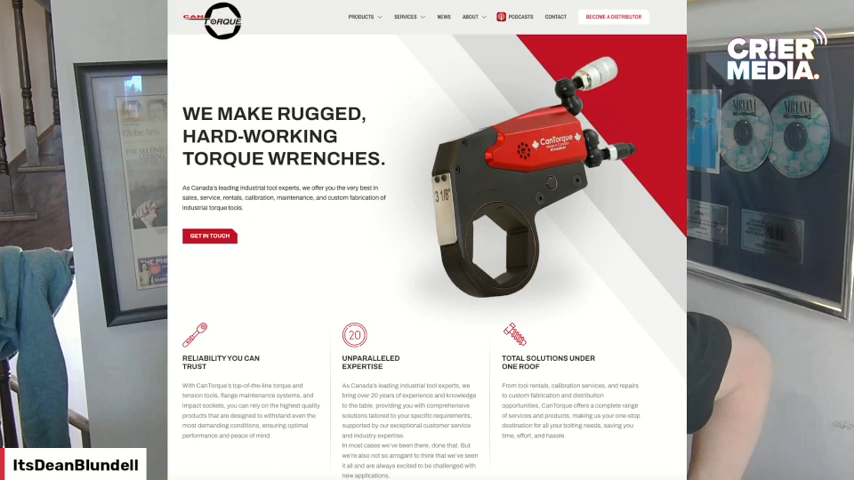 CANTORQUE
PRODUCTS SERVICES NEWS ABOUT PODCASTS CONTACT BECOME A DISTRIBUTOR
CR!ER
MEDIA.
WE MAKE RUGGED,
HARD-WORKING
TORQUE WRENCHES.
As Canada's leading industrial tool experts, we offer you the very best in
sales, service, rentals, calibration, maintenance, and custom fabrication of
industrial torque tools.
GET IN TOUCH
CanTorque
3 1/8"
NIRVANA
NIRVANA
20
RELIABILITY YOU CAN
TRUST
With CanTorque's top-of-the-line torque and
tension tools, flange management systems, and
impact sockets, you can rely on the highest quality
products that are designed to withstand even the
most demanding conditions, ensuring optimal
performance and peace of mind.
UNPARALLELED
EXPERTISE
As Canada's leading industrial tool experts, we
bring over 20 years of experience and knowledge
to the table, providing you with comprehensive
solutions tailored to your specific requirements,
supported by our exceptional customer service
and industry expertise.
In most cases we've been there, done that. But
we're also not so arrogant to think that we've seen
it all and are always excited to be challenged with
new applications.
TOTAL SOLUTIONS UNDER
ONE ROOF
From tool rentals, calibration services, and repairs
to custom fabrication and distribution
opportunities, CanTorque offers a complete range
of services and products, making us your one-stop
destination for all your bolting needs, saving you
time, effort, and hassle.
ItsDeanBlundell